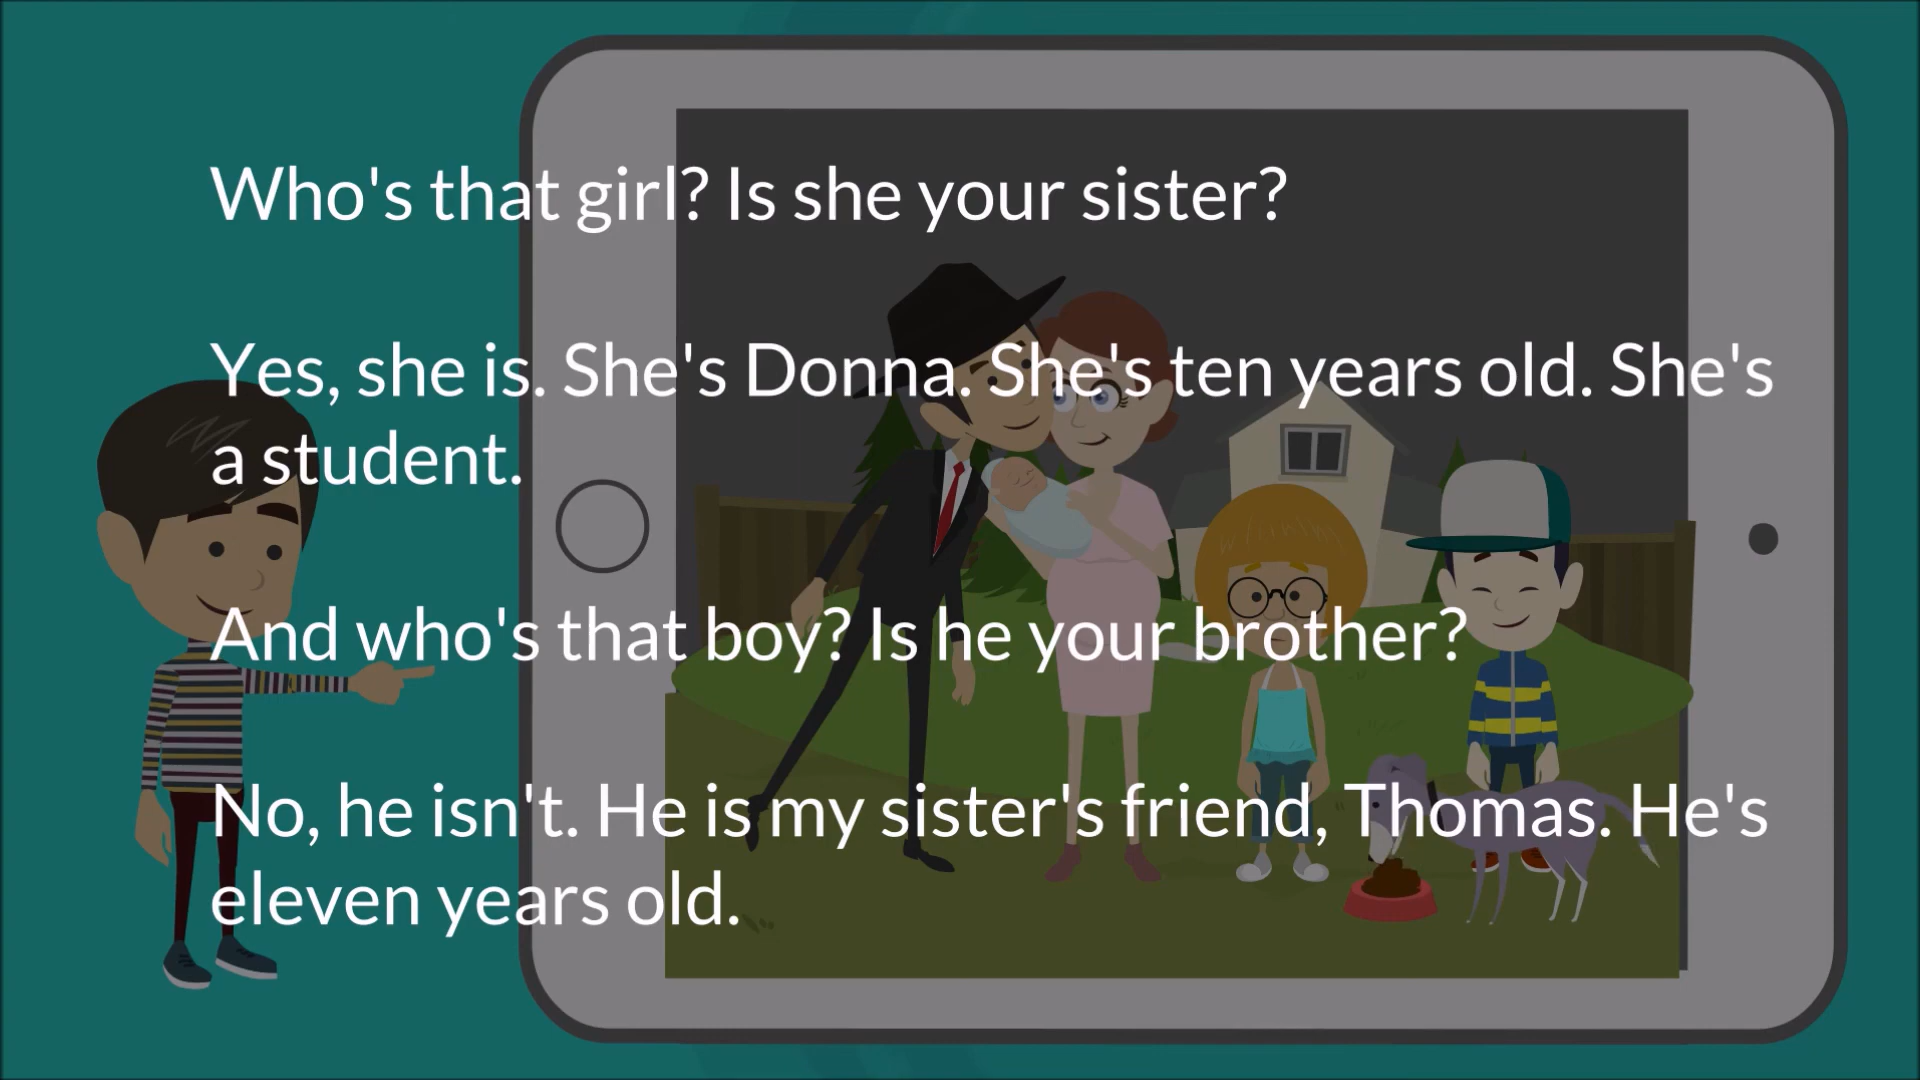 Who's that girl? Is she your sister?
Yes, she is. She's Donna. She's ten years old. She's
a student.
And who's that boy? Is he your brother?
No, he isn't. He is my sister's friend, Thomas. He's
eleven years old.